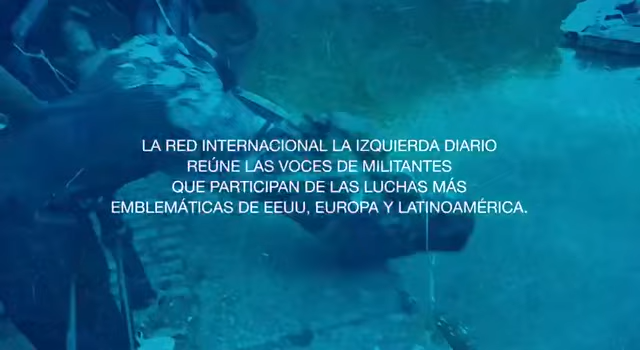 LA RED INTERNACIONAL LA IZQUIERDA DIARIO
REÚNE LAS VOCES DE MILITANTES
QUE PARTICIPAN DE LAS LUCHAS MÁS
EMBLEMÁTICAS DE EEUU, EUROPA Y LATINOAMÉRICA.